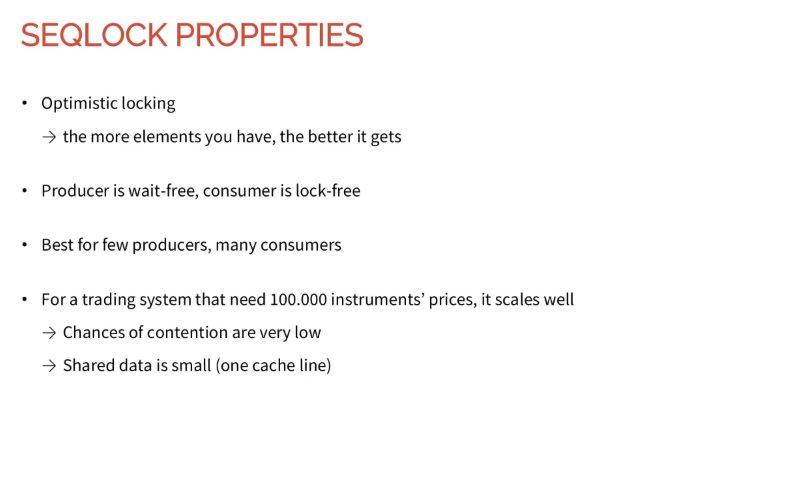 SEQLOCK PROPERTIES
• Optimistic locking
→ the more elements you have, the better it gets
• Producer is wait-free, consumer is lock-free
• Best for few producers, many consumers
• For a trading system that need 100.000 instruments’ prices, it scales well
→ Chances of contention are very low
→ Shared data is small (one cache line)